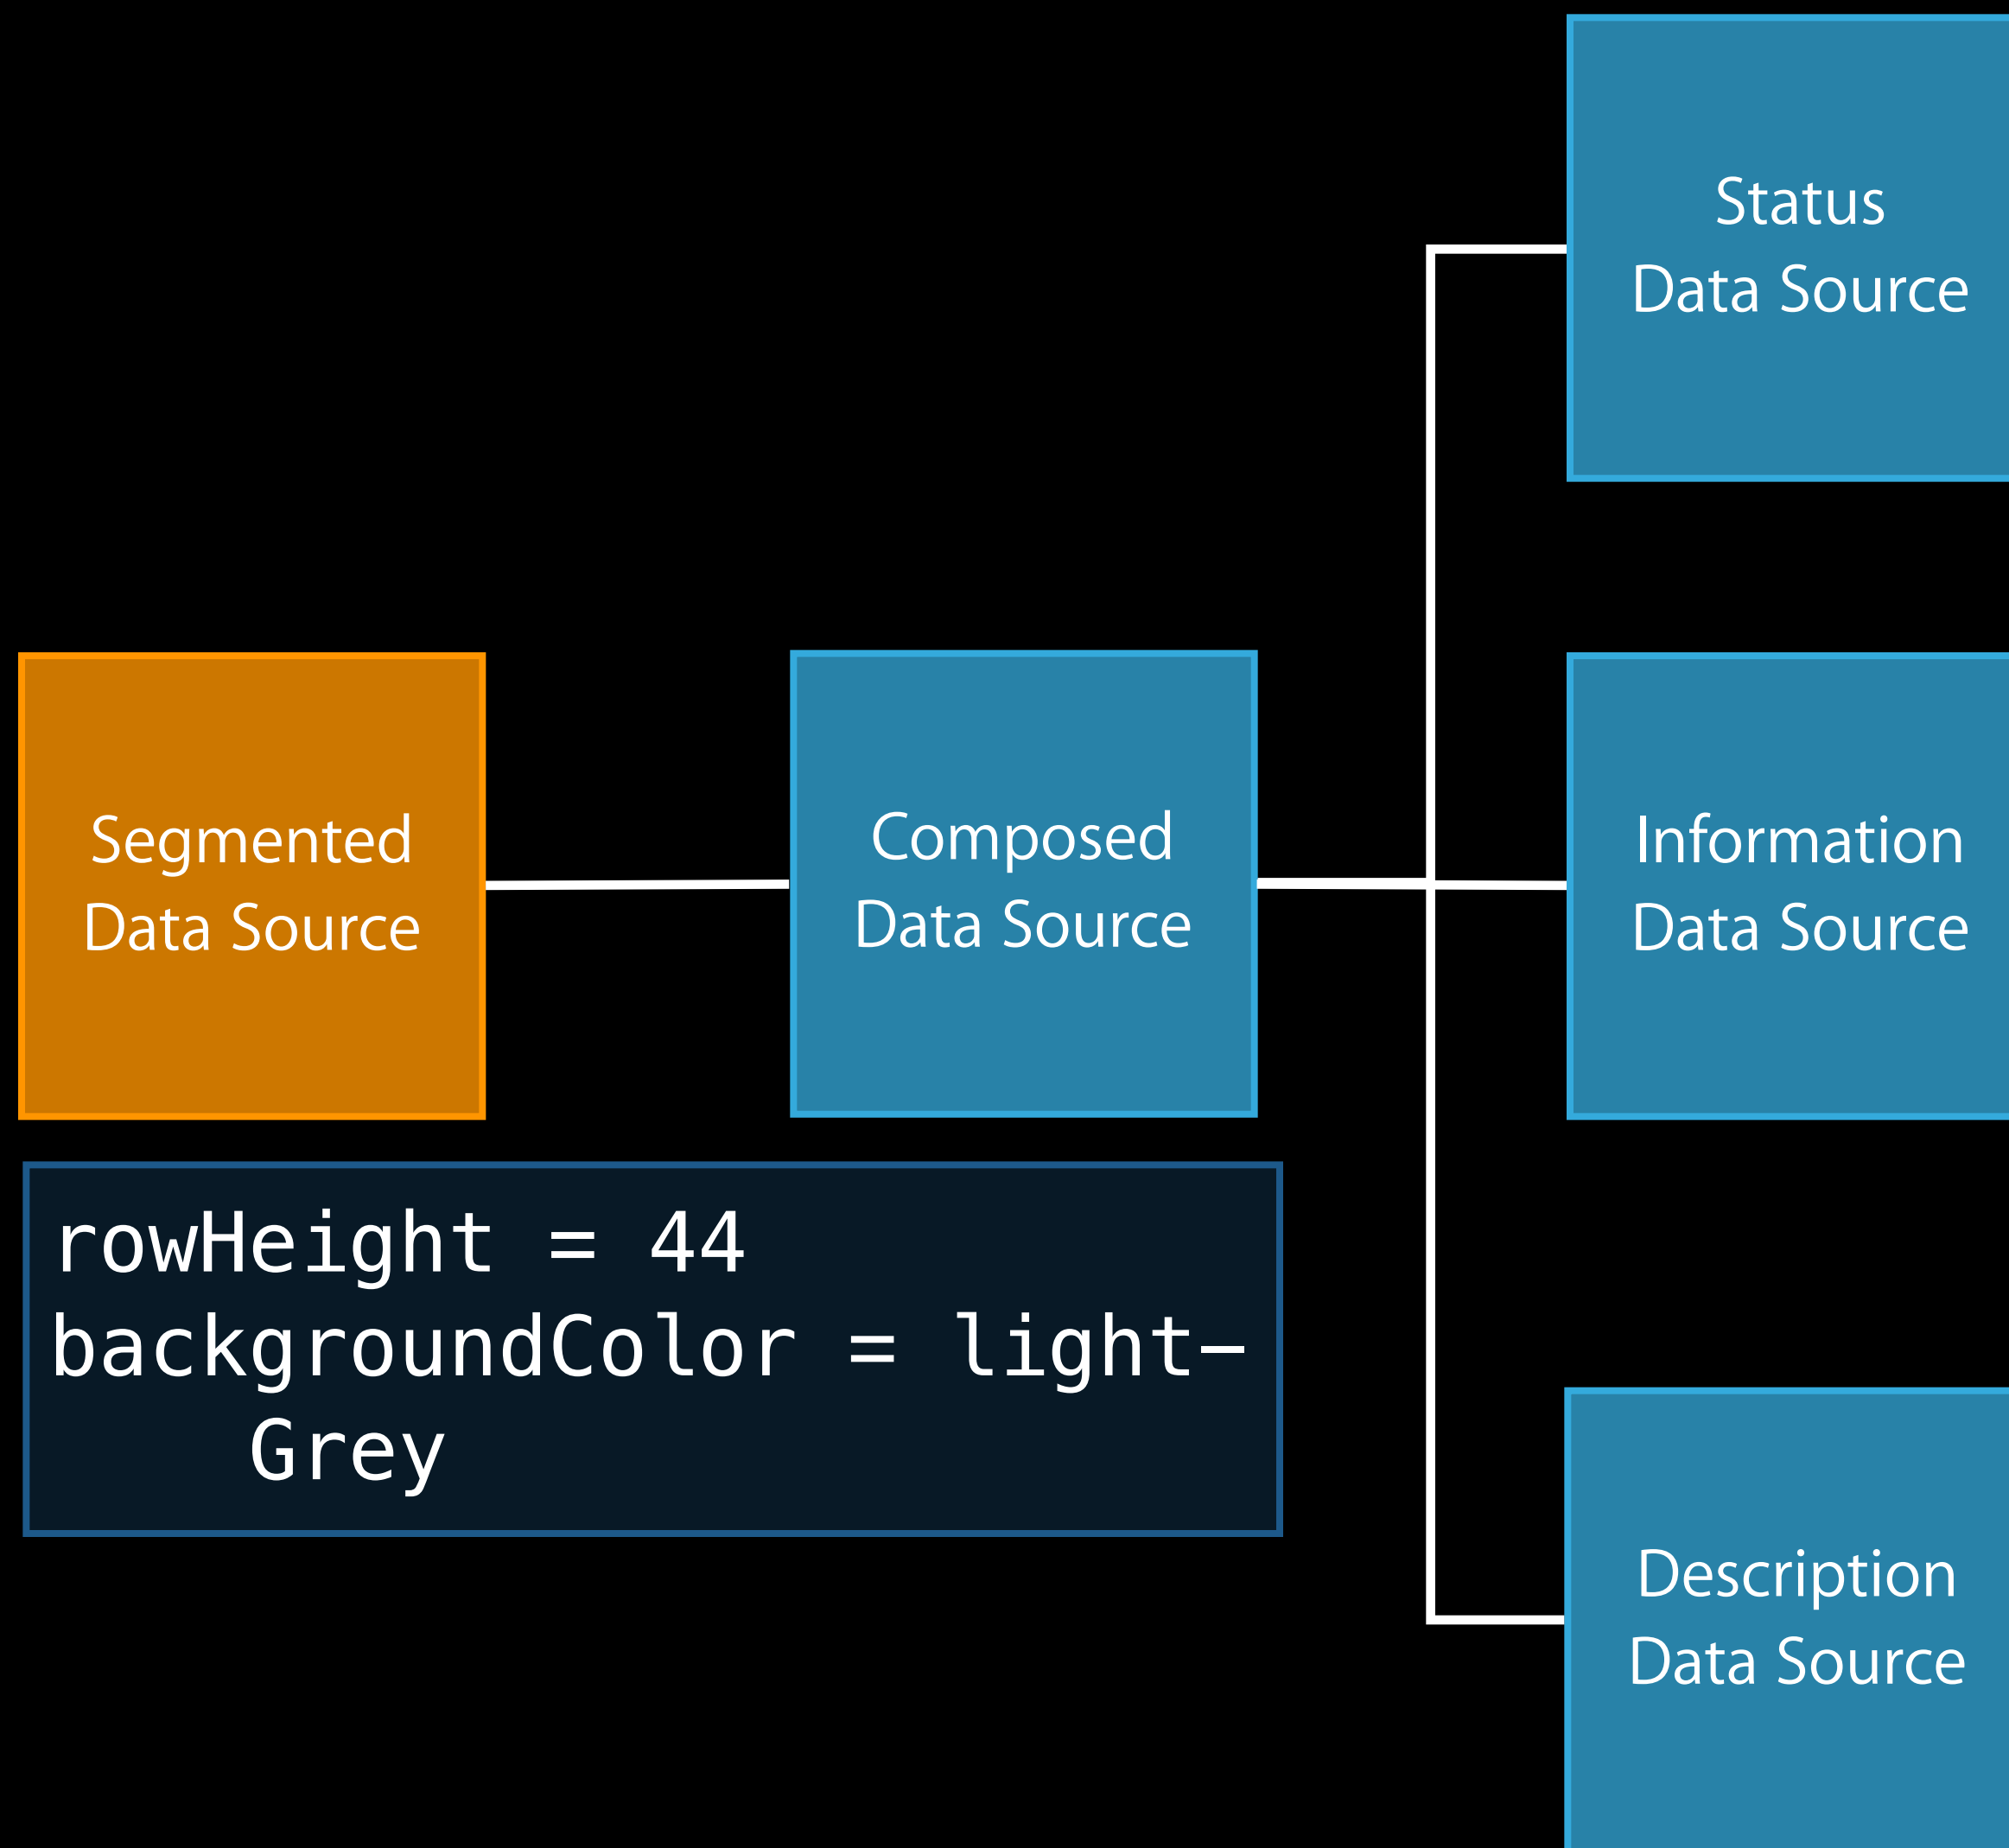 Status
Data Source
Segmented
Data Source
Composed
Data Source
Information
Data Source
rowHeight = 44
backgroundColor = light-
Grey
Description
Data Source